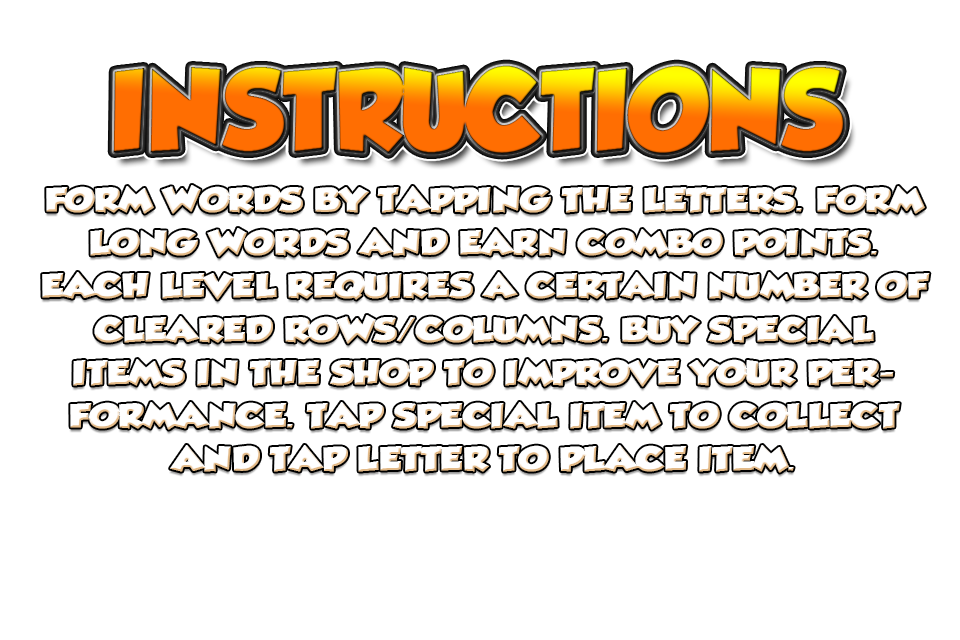 INSTRUCTIONS
FORM WORDS BY TAPPING THE LETTERS. FORM
LONG WORDS AND EARN COMBO POINTS.
EACH LEVEL REQUIRES A CERTAIN NUMBER OF
CLEARED ROWS/COLUMNS. BUY SPECIAL
ITEMS IN THE SHOP TO IMPROVE YOUR PER-
FORMANCE. TAP SPECIAL ITEM TO COLLECT
AND TAP LETTER TO PLACE ITEM.